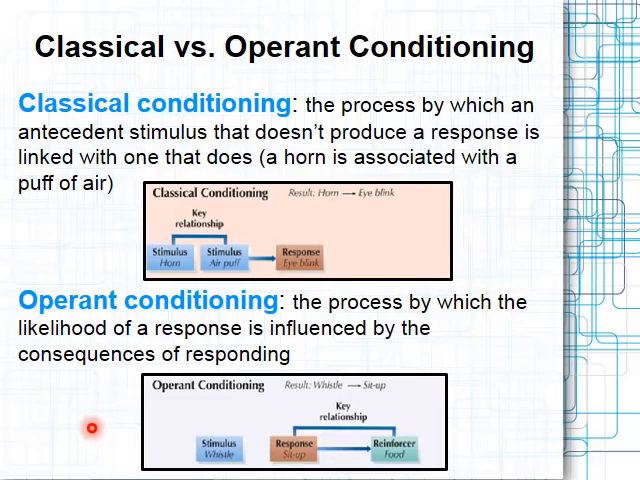 Classical vs. Operant Conditioning
Classical conditioning: the process by which an
antecedent stimulus that doesn't produce a response is
linked with one that does (a horn is associated with a
puff of air)
Classical Conditioning Result: Horn → Eye blink
Key
relationship
Stimulus Stimulus Response
Horn Air puff Eye blink
Operant conditioning: the process by which the
likelihood of a response is influenced by the
consequences of responding
Operant Conditioning Result: Whistle → Sit-up
Key
relationship
Stimulus Response Reinforcer
Whistle Sit-up Food